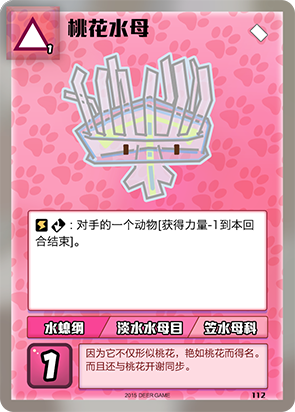 桃花水母
1
：对手的一个动物[获得力量-1到本回
合结束]。
水螅纲 淡水水母目 笠水母科
1
因为它不仅形似桃花，艳如桃花而得名。
而且还与桃花开谢同步。
2015 DEER GAME 112